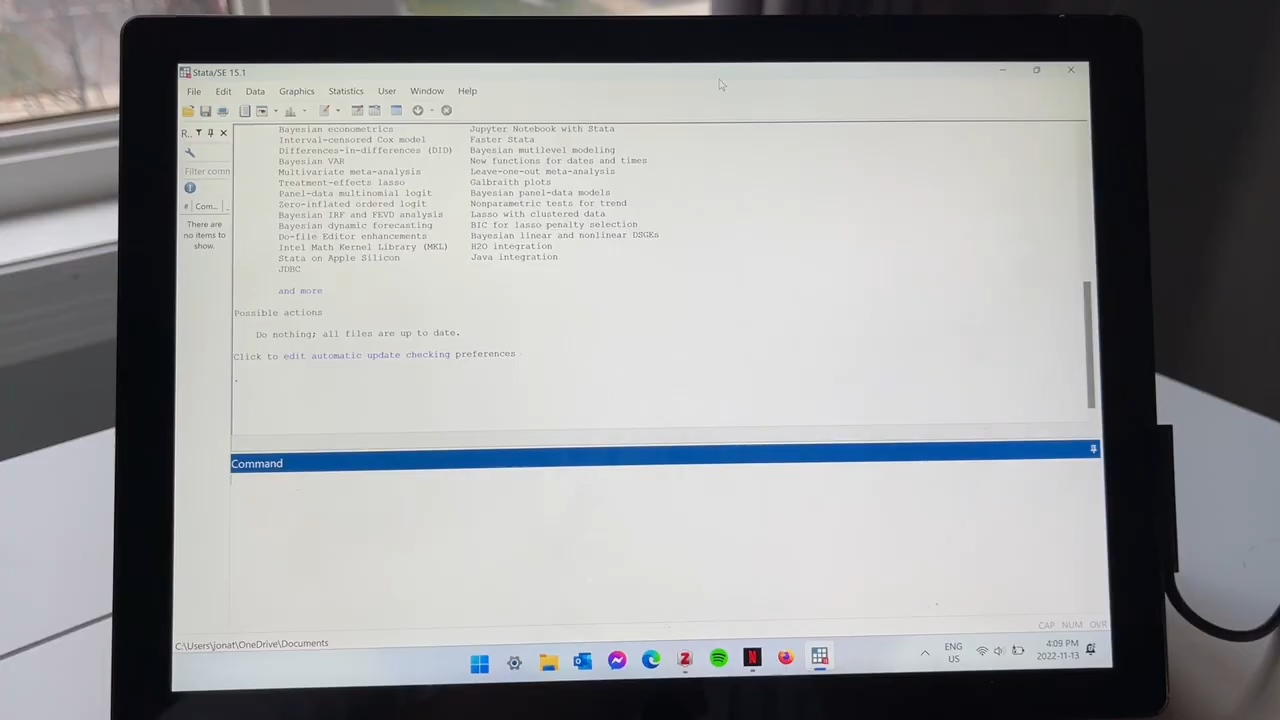 Stata/SE 15.1
File Edit Data Graphics Statistics User Window Help
R..
Filter comm
# Com...
There are
no items to
show.
Bayesian econometrics Jupyter Notebook with Stata
Interval-censored Cox model Faster Stata
Differences-in-differences (DID) Bayesian mutilevel modeling
Bayesian VAR New functions for dates and times
Multivariate meta-analysis Leave-one-out meta-analysis
Treatment-effects lasso Galbraith plots
Panel-data multinomial logit Bayesian panel-data models
Zero-inflated ordered logit Nonparametric tests for trend
Bayesian IRF and FEVD analysis Lasso with clustered data
Bayesian dynamic forecasting BIC for lasso penalty selection
Do-file Editor enhancements Bayesian linear and nonlinear DSGEs
Intel Math Kernel Library (MKL) H2O integration
Stata on Apple Silicon Java integration
JDBC
and more
Possible actions
Do nothing; all files are up to date.
Click to edit automatic update checking preferences
.
Command
CAP NUM OVR
C:\Users\jonat\OneDrive\Documents
ENG
US
4:09 PM
2022-11-13